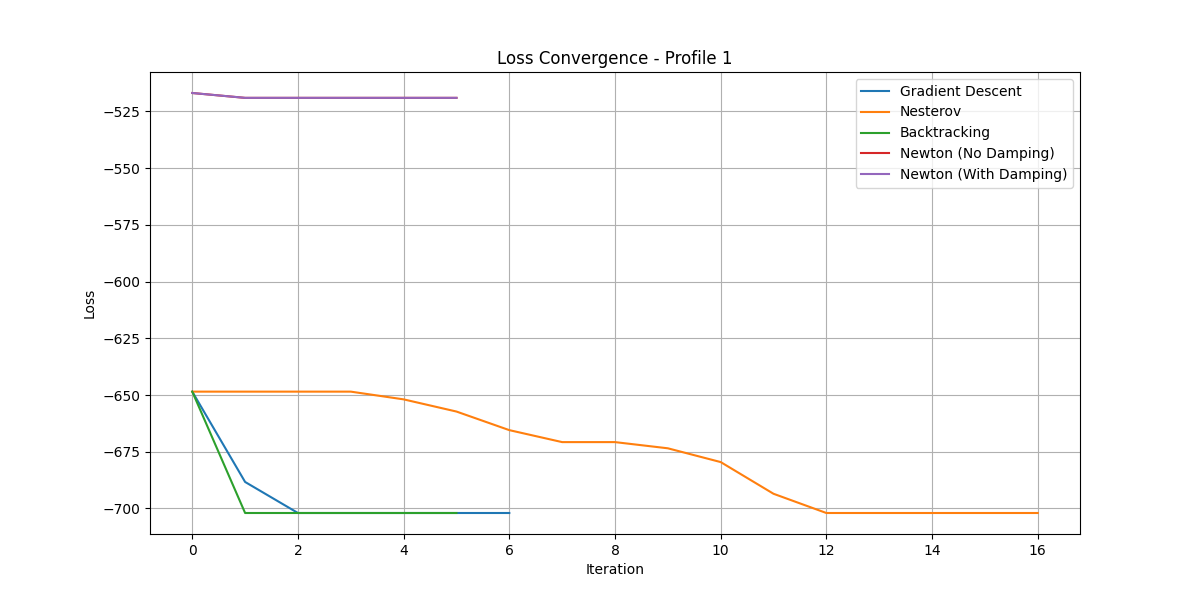 Loss Convergence - Profile 1
Gradient Descent
Nesterov
Backtracking
Newton (No Damping)
Newton (With Damping)
−525
−550
−575
−600
−625
−650
−675
−700
Loss
0 2 4 6 8 10 12 14 16
Iteration